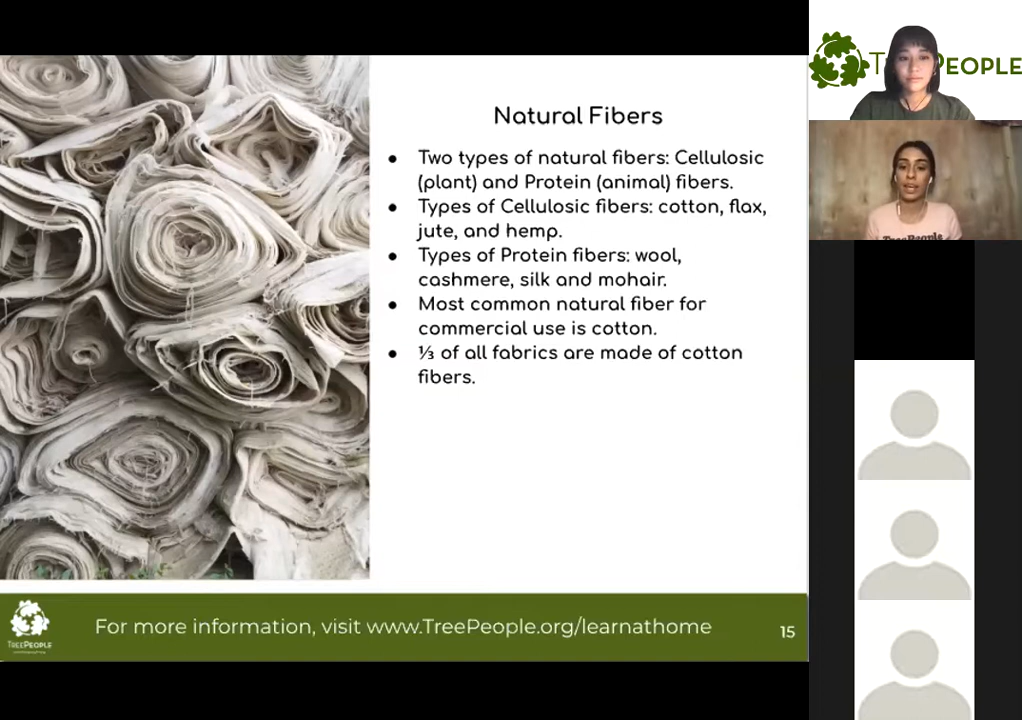 Natural Fibers
● Two types of natural fibers: Cellulosic
(plant) and Protein (animal) fibers.
● Types of Cellulosic fibers: cotton, flax,
jute, and hemp.
● Types of Protein fibers: wool,
cashmere, silk and mohair.
● Most common natural fiber for
commercial use is cotton.
● ⅓ of all fabrics are made of cotton
fibers.
TREEPEOPLE
For more information, visit www.TreePeople.org/learnathome
15
T PEOPLE
TreePeople